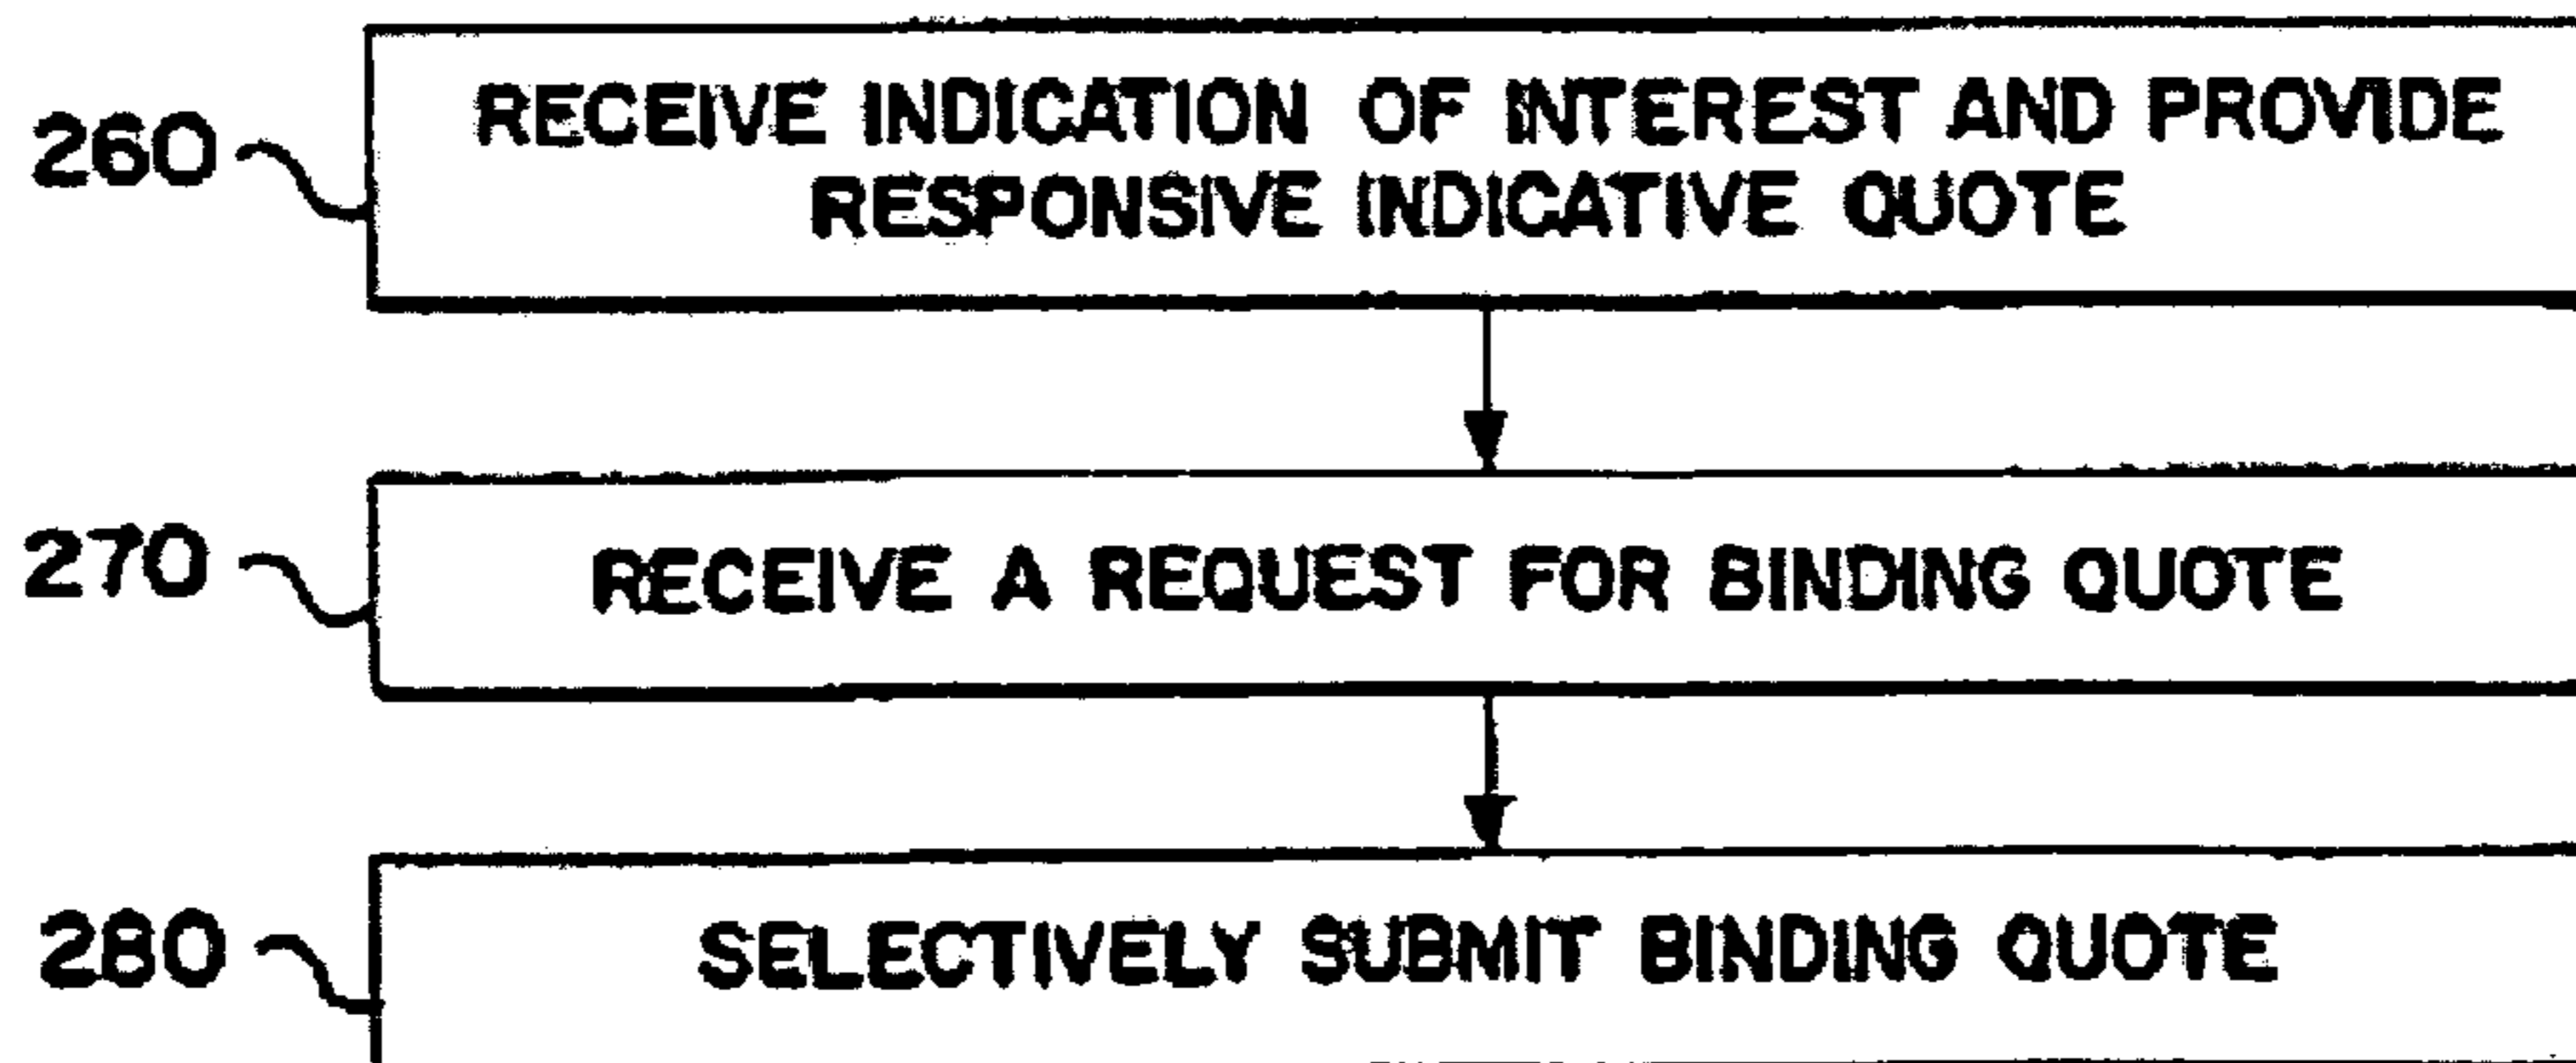 260
RECEIVE INDICATION OF INTEREST AND PROVIDE
RESPONSIVE INDICATIVE QUOTE
270
RECEIVE A REQUEST FOR BINDING QUOTE
280
SELECTIVELY SUBMIT BINDING QUOTE